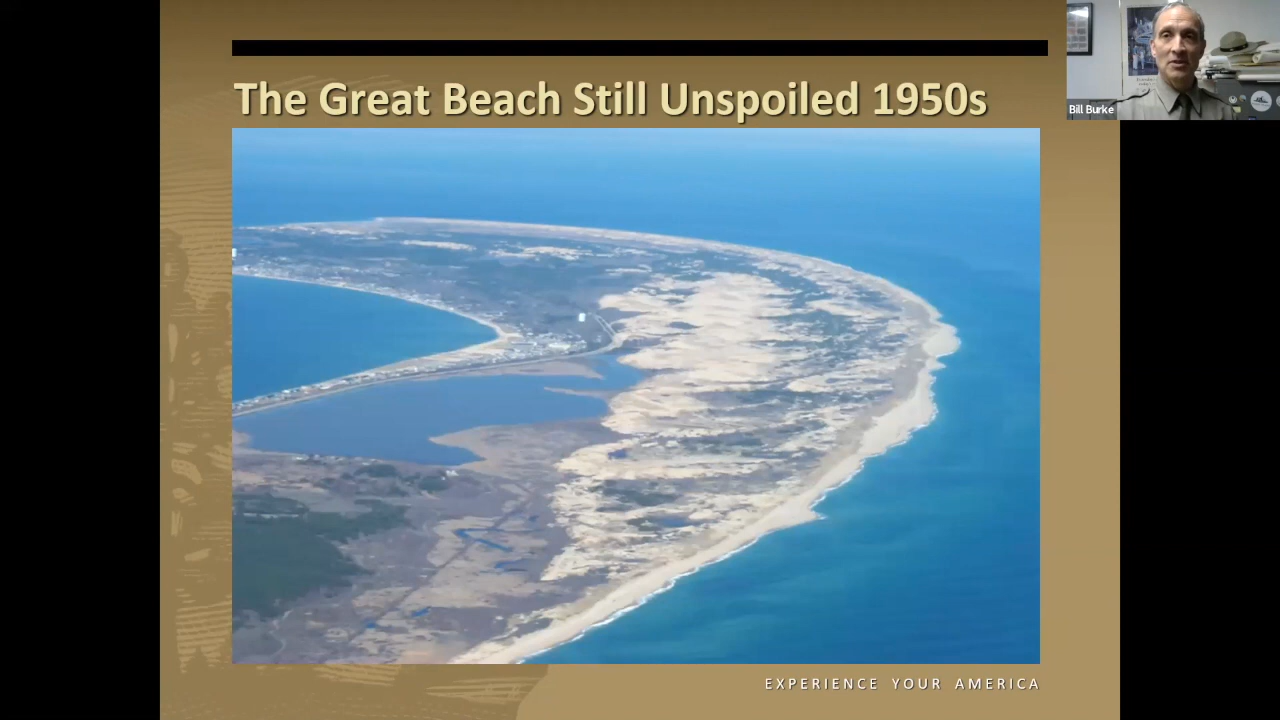 The Great Beach Still Unspoiled 1950s
Bill Burke
EXPERIENCE YOUR AMERICA